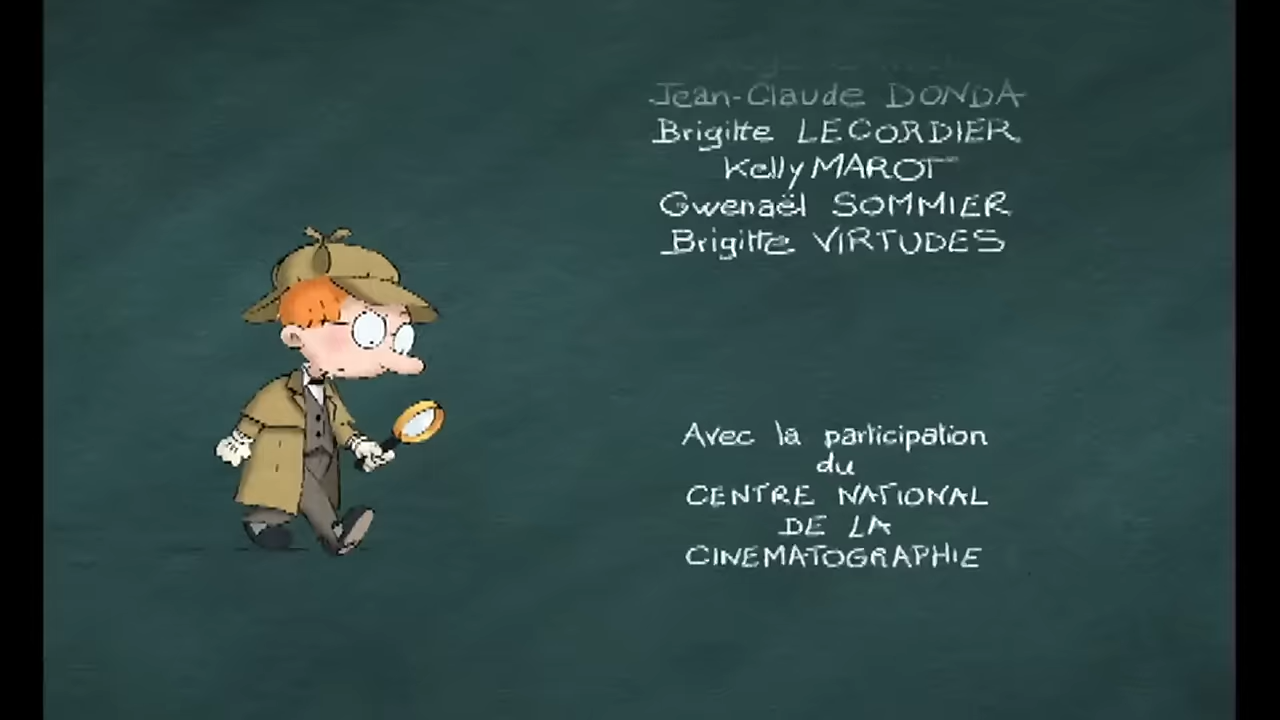 Jean-Claude DONDA
Brigitte LECORDIER
Kelly MAROT
Gwenaël SOMMIER
Brigitte VIRTUDES
Avec la participation
du
CENTRE NATIONAL
DE LA
CINEMATOGRAPHIE